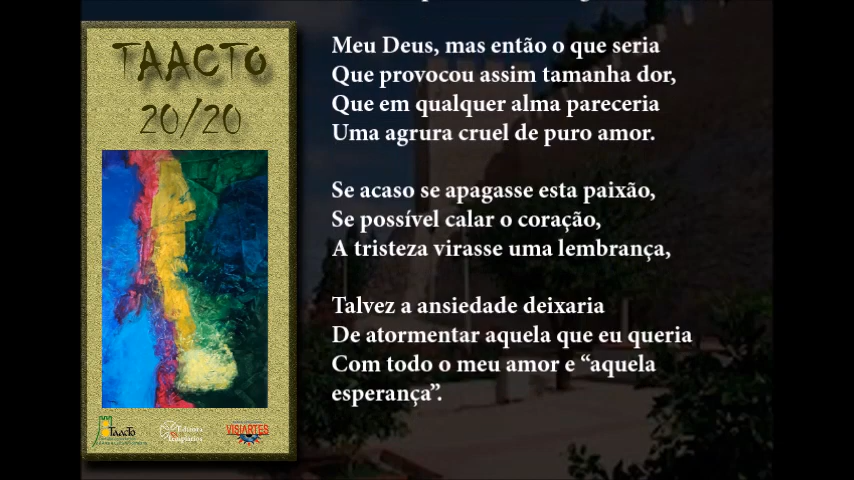 TAACTO
20/20
Meu Deus, mas então o que seria
Que provocou assim tamanha dor,
Que em qualquer alma pareceria
Uma agrura cruel de puro amor.
Se acaso se apagasse esta paixão,
Se possível calar o coração,
A tristeza virasse uma lembrança,
Talvez a ansiedade deixaria
De atormentar aquela que eu queria
Com todo o meu amor e “aquela
esperança”.
TAACTO
VISIARTES